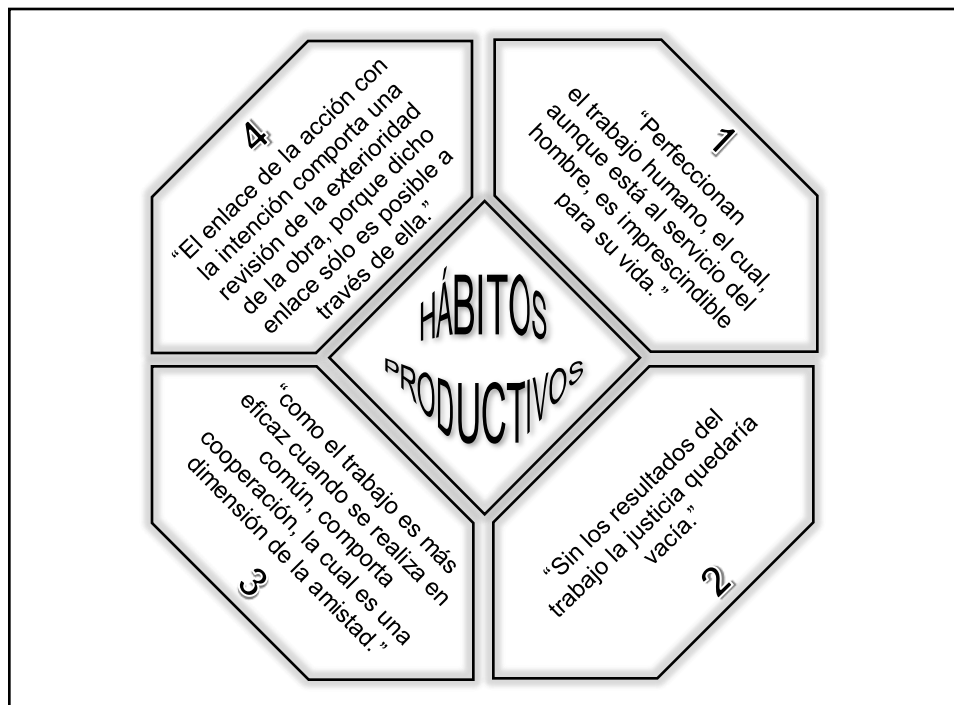 HÁBITOS
PRODUCTIVOS
1
“Perfeccionan
el trabajo humano, el cual,
aunque está al servicio del
hombre, es imprescindible
para su vida.”
“Sin los resultados del
trabajo la justicia quedaría
vacía.”
2
“como el trabajo es más
eficaz cuando se realiza en
común, comporta
cooperación, la cual es una
dimensión de la amistad.”
3
4
“El enlace de la acción con
la intención comporta una
revisión de la exterioridad
de la obra, porque dicho
enlace sólo es posible a
través de ella.”